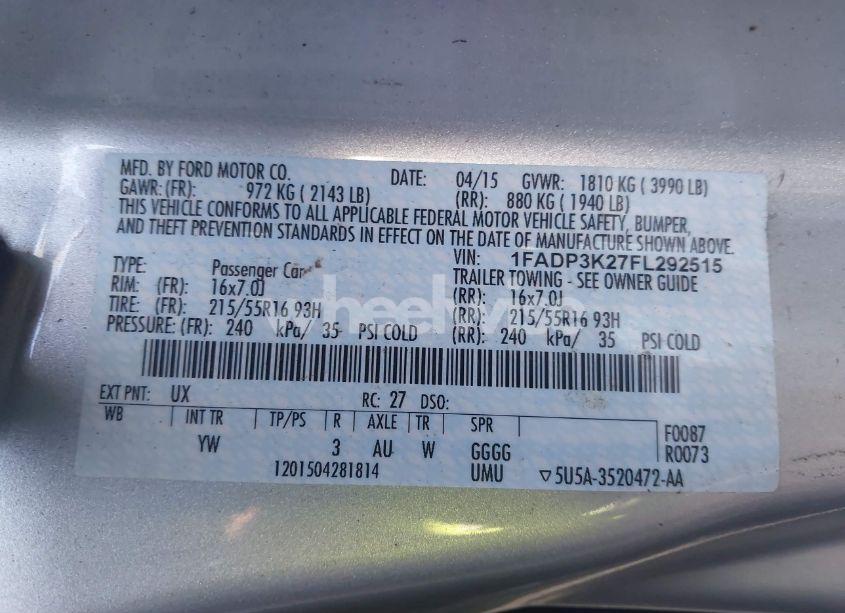 MFD. BY FORD MOTOR CO. DATE: 04/15 GVWR: 1810 KG ( 3990 LB)
GAWR: (FR): 972 KG ( 2143 LB) (RR): 880 KG ( 1940 LB)
THIS VEHICLE CONFORMS TO ALL APPLICABLE FEDERAL MOTOR VEHICLE SAFETY, BUMPER,
AND THEFT PREVENTION STANDARDS IN EFFECT ON THE DATE OF MANUFACTURE SHOWN ABOVE.
VIN: 1FADP3K27FL292515
TYPE: Passenger Car TRAILER TOWING - SEE OWNER GUIDE
RIM: (FR): 16x7.0J (RR): 16x7.0J
TIRE: (FR): 215/55R16 93H (RR): 215/55R16 93H
PRESSURE: (FR): 240 kPa/ 35 PSI COLD (RR): 240 kPa/ 35 PSI COLD
EXT PNT: UX RC: 27 DSO:
WB INT TR TP/PS R AXLE TR SPR F0087
YW 3 AU W GGGG R0073
1201504281814 UMU ▽5U5A-3520472-AA